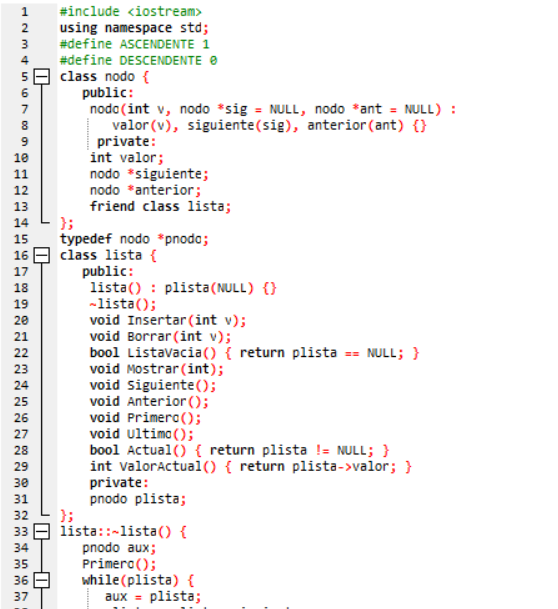 1 #include <iostream>
2 using namespace std;
3 #define ASCENDENTE 1
4 #define DESCENDENTE 0
5 class nodo {
6 public:
7 nodo(int v, nodo *sig = NULL, nodo *ant = NULL) :
8 valor(v), siguiente(sig), anterior(ant) {}
9 private:
10 int valor;
11 nodo *siguiente;
12 nodo *anterior;
13 friend class lista;
14 };
15 typedef nodo *pnodo;
16 class lista {
17 public:
18 lista() : plista(NULL) {}
19 ~lista();
20 void Insertar(int v);
21 void Borrar(int v);
22 bool ListaVacia() { return plista == NULL; }
23 void Mostrar(int);
24 void Siguiente();
25 void Anterior();
26 void Primero();
27 void Ultimo();
28 bool Actual() { return plista != NULL; }
29 int ValorActual() { return plista->valor; }
30 private:
31 pnodo plista;
32 };
33 lista::~lista() {
34 pnodo aux;
35 Primero();
36 while(plista) {
37 aux = plista;